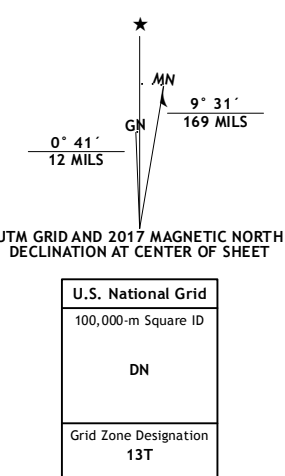 ★
MN
9° 31´
169 MILS
GN
0° 41´
12 MILS
UTM GRID AND 2017 MAGNETIC NORTH
DECLINATION AT CENTER OF SHEET
U.S. National Grid
100,000-m Square ID
DN
Grid Zone Designation
13T